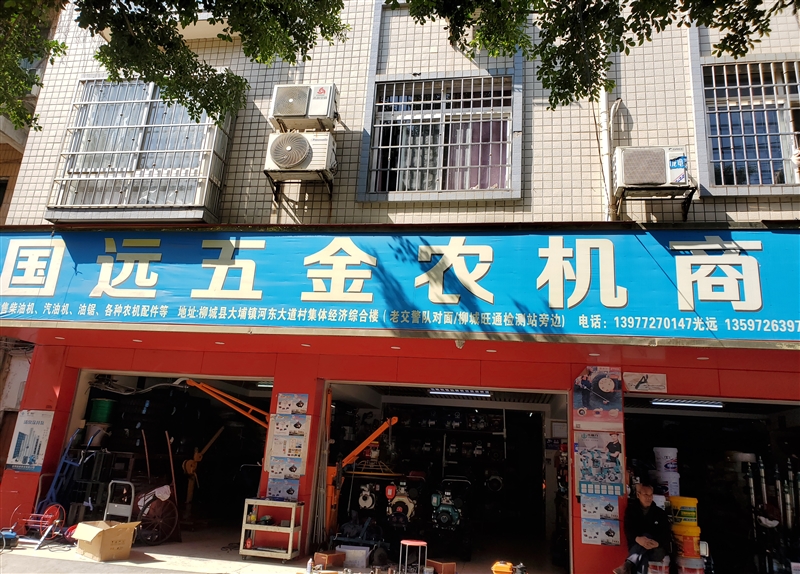 国远五金农机商
售柴油机、汽油机、油锯、各种农机配件等 地址:柳城县大埔镇河东大道村集体经济综合楼(老交警队对面/柳城旺通检测站旁边) 电话:13977270147光远 135972639